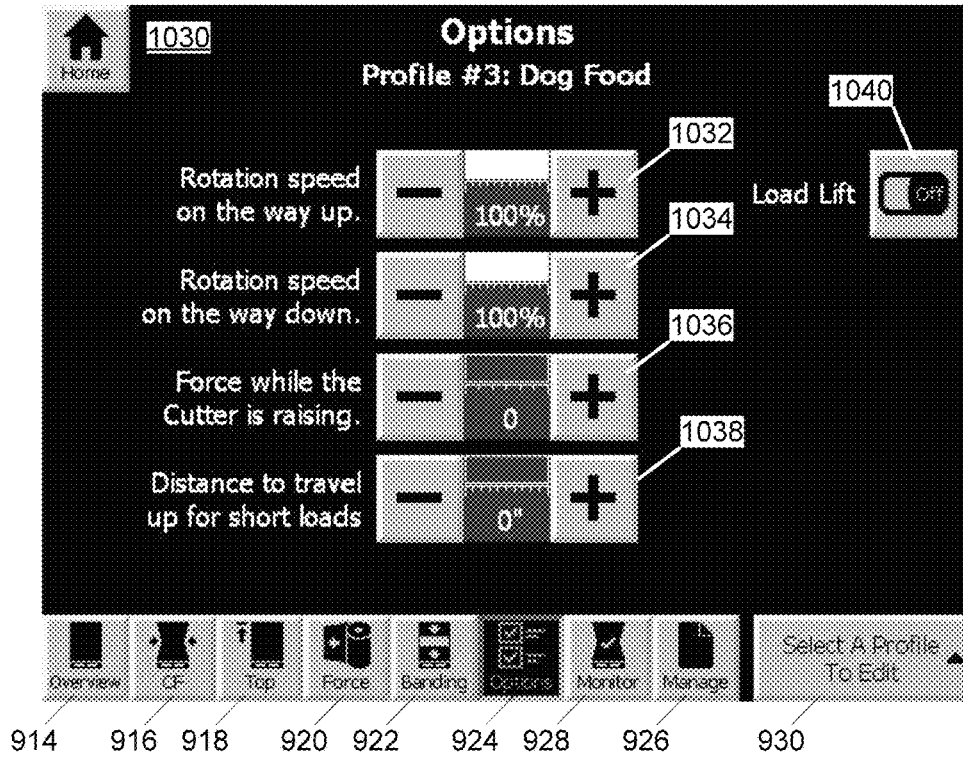 Home
1030
Options
Profile #3: Dog Food
1040
1032
Rotation speed
on the way up.
100%
Load Lift
Off
1034
Rotation speed
on the way down.
100%
1036
Force while the
Cutter is raising.
0
1038
Distance to travel
up for short loads
0"
Overview
CF
Top
Force
Banding
Options
Monitor
Manage
Select A Profile
To Edit
914 916 918 920 922 924 928 926 930